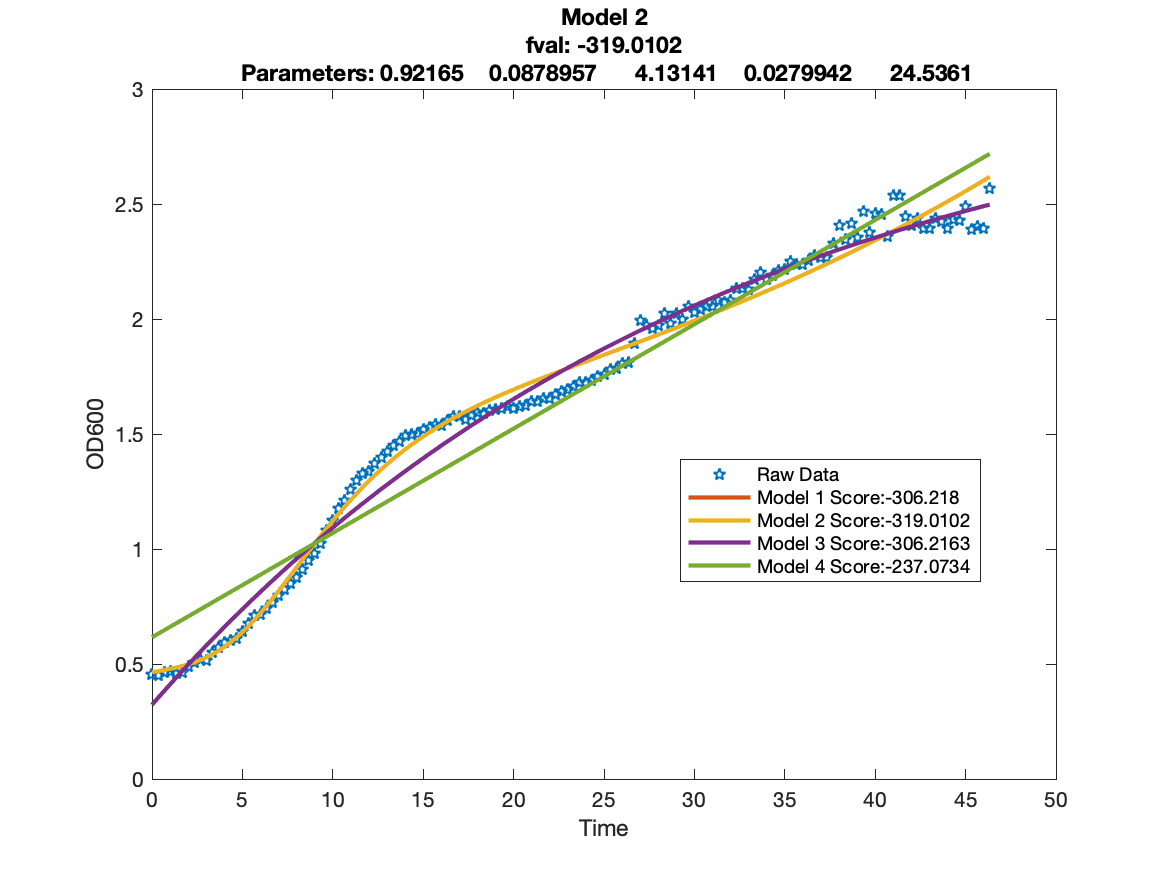 Model 2
fval: -319.0102
Parameters: 0.92165 0.0878957 4.13141 0.0279942 24.5361
3
2.5
2
1.5
1
0.5
0
OD600
Raw Data
Model 1 Score:-306.218
Model 2 Score:-319.0102
Model 3 Score:-306.2163
Model 4 Score:-237.0734
0 5 10 15 20 25 30 35 40 45 50
Time